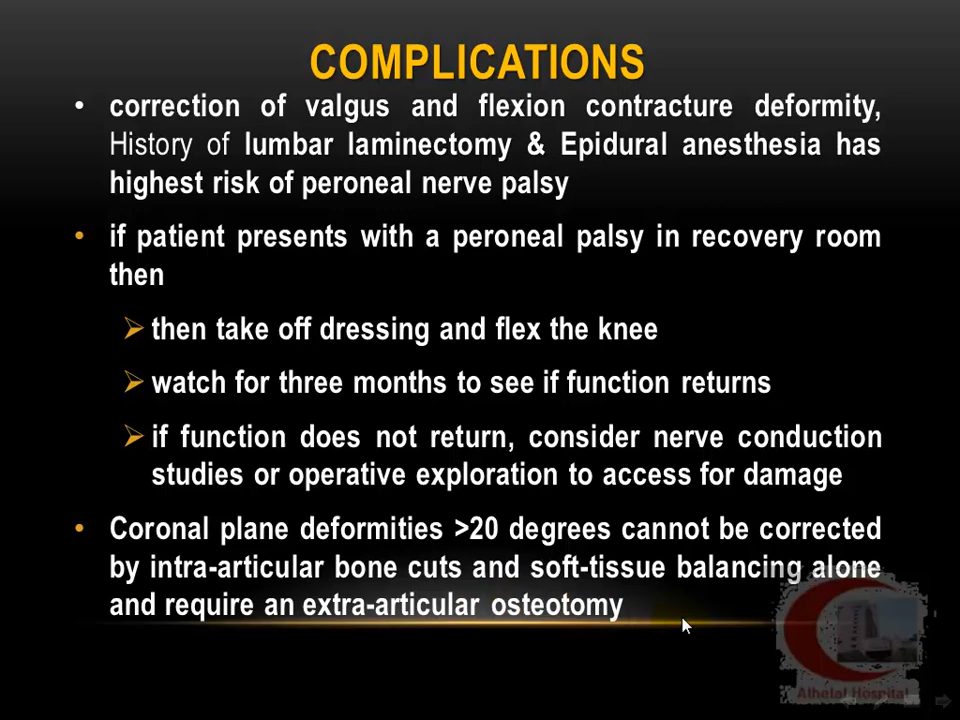 COMPLICATIONS
• correction of valgus and flexion contracture deformity,
History of lumbar laminectomy & Epidural anesthesia has
highest risk of peroneal nerve palsy
• if patient presents with a peroneal palsy in recovery room
then
➢ then take off dressing and flex the knee
➢ watch for three months to see if function returns
➢ if function does not return, consider nerve conduction
studies or operative exploration to access for damage
• Coronal plane deformities >20 degrees cannot be corrected
by intra-articular bone cuts and soft-tissue balancing alone
and require an extra-articular osteotomy
Alhelal Hospital